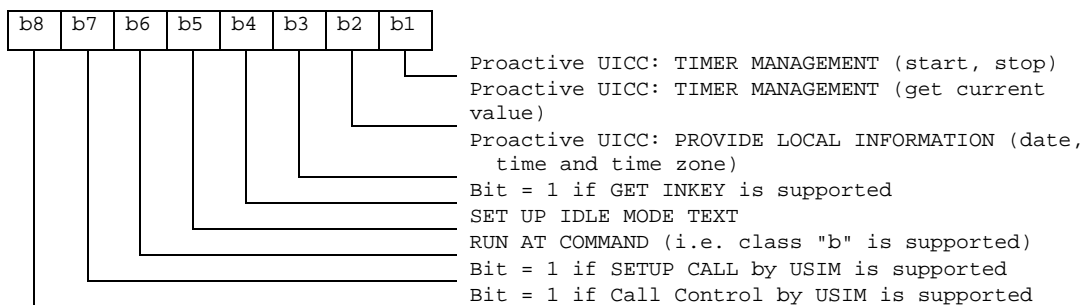 b8 b7 b6 b5 b4 b3 b2 b1
Proactive UICC: TIMER MANAGEMENT (start, stop)
Proactive UICC: TIMER MANAGEMENT (get current
value)
Proactive UICC: PROVIDE LOCAL INFORMATION (date,
time and time zone)
Bit = 1 if GET INKEY is supported
SET UP IDLE MODE TEXT
RUN AT COMMAND (i.e. class "b" is supported)
Bit = 1 if SETUP CALL by USIM is supported
Bit = 1 if Call Control by USIM is supported